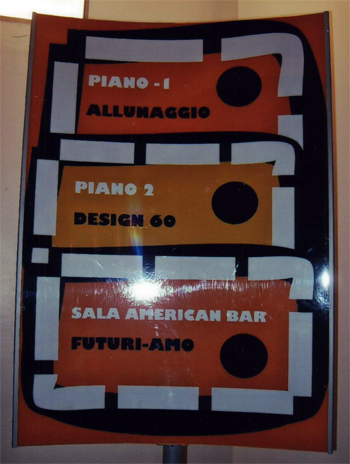 PIANO -1
ALLUNAGGIO
PIANO 2
DESIGN 60
SALA AMERICAN BAR
FUTURI-AMO